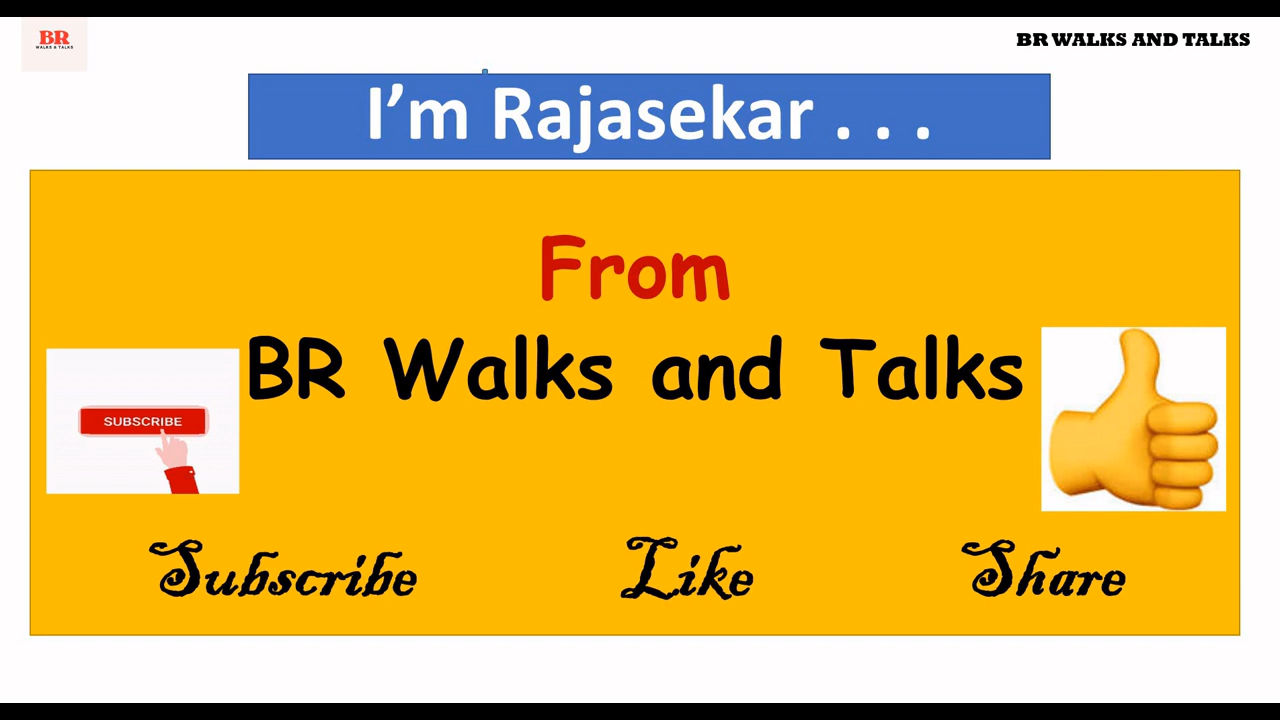 BR
WALKS & TALKS
BR WALKS AND TALKS
I’m Rajasekar . . .
From
BR Walks and Talks
SUBSCRIBE
Subscribe Like Share